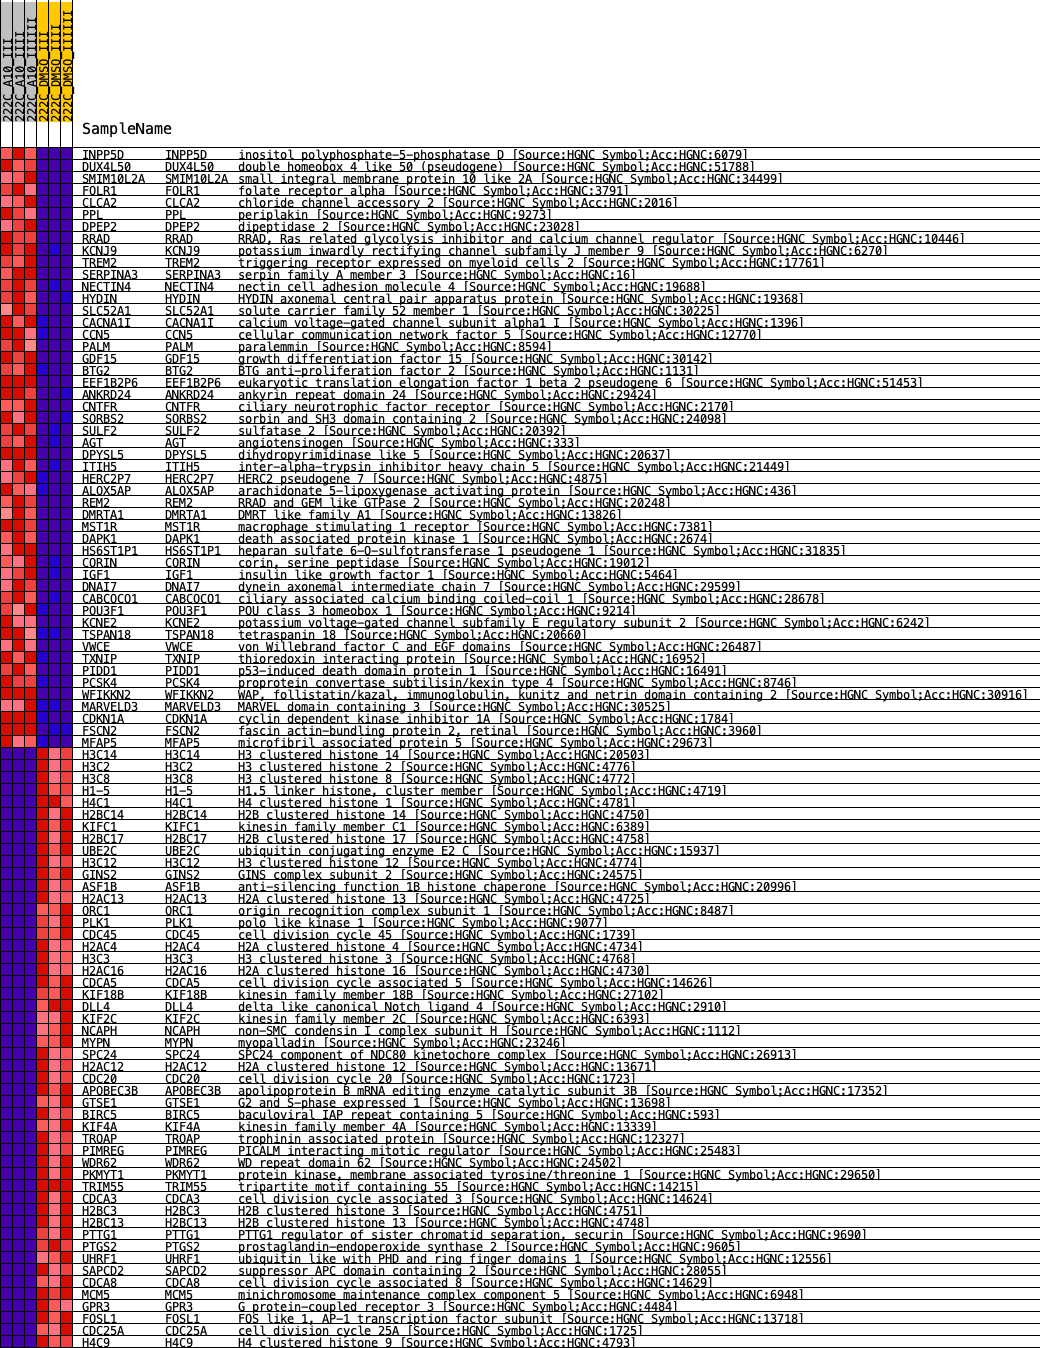 222C_A10_III
222C_A10_IIII
222C_A10_IIIIII
222C_DMSO_III
222C_DMSO_IIII
222C_DMSO_IIIIII
SampleName
INPP5D INPP5D inositol polyphosphate-5-phosphatase D [Source:HGNC Symbol;Acc:HGNC:6079]
DUX4L50 DUX4L50 double homeobox 4 like 50 (pseudogene) [Source:HGNC Symbol;Acc:HGNC:51788]
SMIM10L2A SMIM10L2A small integral membrane protein 10 like 2A [Source:HGNC Symbol;Acc:HGNC:34499]
FOLR1 FOLR1 folate receptor alpha [Source:HGNC Symbol;Acc:HGNC:3791]
CLCA2 CLCA2 chloride channel accessory 2 [Source:HGNC Symbol;Acc:HGNC:2016]
PPL PPL periplakin [Source:HGNC Symbol;Acc:HGNC:9273]
DPEP2 DPEP2 dipeptidase 2 [Source:HGNC Symbol;Acc:HGNC:23028]
RRAD RRAD RRAD, Ras related glycolysis inhibitor and calcium channel regulator [Source:HGNC Symbol;Acc:HGNC:10446]
KCNJ9 KCNJ9 potassium inwardly rectifying channel subfamily J member 9 [Source:HGNC Symbol;Acc:HGNC:6270]
TREM2 TREM2 triggering receptor expressed on myeloid cells 2 [Source:HGNC Symbol;Acc:HGNC:17761]
SERPINA3 SERPINA3 serpin family A member 3 [Source:HGNC Symbol;Acc:HGNC:16]
NECTIN4 NECTIN4 nectin cell adhesion molecule 4 [Source:HGNC Symbol;Acc:HGNC:19688]
HYDIN HYDIN HYDIN axonemal central pair apparatus protein [Source:HGNC Symbol;Acc:HGNC:19368]
SLC52A1 SLC52A1 solute carrier family 52 member 1 [Source:HGNC Symbol;Acc:HGNC:30225]
CACNA1I CACNA1I calcium voltage-gated channel subunit alpha1 I [Source:HGNC Symbol;Acc:HGNC:1396]
CCN5 CCN5 cellular communication network factor 5 [Source:HGNC Symbol;Acc:HGNC:12770]
PALM PALM paralemmin [Source:HGNC Symbol;Acc:HGNC:8594]
GDF15 GDF15 growth differentiation factor 15 [Source:HGNC Symbol;Acc:HGNC:30142]
BTG2 BTG2 BTG anti-proliferation factor 2 [Source:HGNC Symbol;Acc:HGNC:1131]
EEF1B2P6 EEF1B2P6 eukaryotic translation elongation factor 1 beta 2 pseudogene 6 [Source:HGNC Symbol;Acc:HGNC:51453]
ANKRD24 ANKRD24 ankyrin repeat domain 24 [Source:HGNC Symbol;Acc:HGNC:29424]
CNTFR CNTFR ciliary neurotrophic factor receptor [Source:HGNC Symbol;Acc:HGNC:2170]
SORBS2 SORBS2 sorbin and SH3 domain containing 2 [Source:HGNC Symbol;Acc:HGNC:24098]
SULF2 SULF2 sulfatase 2 [Source:HGNC Symbol;Acc:HGNC:20392]
AGT AGT angiotensinogen [Source:HGNC Symbol;Acc:HGNC:333]
DPYSL5 DPYSL5 dihydropyrimidinase like 5 [Source:HGNC Symbol;Acc:HGNC:20637]
ITIH5 ITIH5 inter-alpha-trypsin inhibitor heavy chain 5 [Source:HGNC Symbol;Acc:HGNC:21449]
HERC2P7 HERC2P7 HERC2 pseudogene 7 [Source:HGNC Symbol;Acc:HGNC:4875]
ALOX5AP ALOX5AP arachidonate 5-lipoxygenase activating protein [Source:HGNC Symbol;Acc:HGNC:436]
REM2 REM2 RRAD and GEM like GTPase 2 [Source:HGNC Symbol;Acc:HGNC:20248]
DMRTA1 DMRTA1 DMRT like family A1 [Source:HGNC Symbol;Acc:HGNC:13826]
MST1R MST1R macrophage stimulating 1 receptor [Source:HGNC Symbol;Acc:HGNC:7381]
DAPK1 DAPK1 death associated protein kinase 1 [Source:HGNC Symbol;Acc:HGNC:2674]
HS6ST1P1 HS6ST1P1 heparan sulfate 6-O-sulfotransferase 1 pseudogene 1 [Source:HGNC Symbol;Acc:HGNC:31835]
CORIN CORIN corin, serine peptidase [Source:HGNC Symbol;Acc:HGNC:19012]
IGF1 IGF1 insulin like growth factor 1 [Source:HGNC Symbol;Acc:HGNC:5464]
DNAI7 DNAI7 dynein axonemal intermediate chain 7 [Source:HGNC Symbol;Acc:HGNC:29599]
CABCOCO1 CABCOCO1 ciliary associated calcium binding coiled-coil 1 [Source:HGNC Symbol;Acc:HGNC:28678]
POU3F1 POU3F1 POU class 3 homeobox 1 [Source:HGNC Symbol;Acc:HGNC:9214]
KCNE2 KCNE2 potassium voltage-gated channel subfamily E regulatory subunit 2 [Source:HGNC Symbol;Acc:HGNC:6242]
TSPAN18 TSPAN18 tetraspanin 18 [Source:HGNC Symbol;Acc:HGNC:20660]
VWCE VWCE von Willebrand factor C and EGF domains [Source:HGNC Symbol;Acc:HGNC:26487]
TXNIP TXNIP thioredoxin interacting protein [Source:HGNC Symbol;Acc:HGNC:16952]
PIDD1 PIDD1 p53-induced death domain protein 1 [Source:HGNC Symbol;Acc:HGNC:16491]
PCSK4 PCSK4 proprotein convertase subtilisin/kexin type 4 [Source:HGNC Symbol;Acc:HGNC:8746]
WFIKKN2 WFIKKN2 WAP, follistatin/kazal, immunoglobulin, kunitz and netrin domain containing 2 [Source:HGNC Symbol;Acc:HGNC:30916]
MARVELD3 MARVELD3 MARVEL domain containing 3 [Source:HGNC Symbol;Acc:HGNC:30525]
CDKN1A CDKN1A cyclin dependent kinase inhibitor 1A [Source:HGNC Symbol;Acc:HGNC:1784]
FSCN2 FSCN2 fascin actin-bundling protein 2, retinal [Source:HGNC Symbol;Acc:HGNC:3960]
MFAP5 MFAP5 microfibril associated protein 5 [Source:HGNC Symbol;Acc:HGNC:29673]
H3C14 H3C14 H3 clustered histone 14 [Source:HGNC Symbol;Acc:HGNC:20503]
H3C2 H3C2 H3 clustered histone 2 [Source:HGNC Symbol;Acc:HGNC:4776]
H3C8 H3C8 H3 clustered histone 8 [Source:HGNC Symbol;Acc:HGNC:4772]
H1-5 H1-5 H1.5 linker histone, cluster member [Source:HGNC Symbol;Acc:HGNC:4719]
H4C1 H4C1 H4 clustered histone 1 [Source:HGNC Symbol;Acc:HGNC:4781]
H2BC14 H2BC14 H2B clustered histone 14 [Source:HGNC Symbol;Acc:HGNC:4750]
KIFC1 KIFC1 kinesin family member C1 [Source:HGNC Symbol;Acc:HGNC:6389]
H2BC17 H2BC17 H2B clustered histone 17 [Source:HGNC Symbol;Acc:HGNC:4758]
UBE2C UBE2C ubiquitin conjugating enzyme E2 C [Source:HGNC Symbol;Acc:HGNC:15937]
H3C12 H3C12 H3 clustered histone 12 [Source:HGNC Symbol;Acc:HGNC:4774]
GINS2 GINS2 GINS complex subunit 2 [Source:HGNC Symbol;Acc:HGNC:24575]
ASF1B ASF1B anti-silencing function 1B histone chaperone [Source:HGNC Symbol;Acc:HGNC:20996]
H2AC13 H2AC13 H2A clustered histone 13 [Source:HGNC Symbol;Acc:HGNC:4725]
ORC1 ORC1 origin recognition complex subunit 1 [Source:HGNC Symbol;Acc:HGNC:8487]
PLK1 PLK1 polo like kinase 1 [Source:HGNC Symbol;Acc:HGNC:9077]
CDC45 CDC45 cell division cycle 45 [Source:HGNC Symbol;Acc:HGNC:1739]
H2AC4 H2AC4 H2A clustered histone 4 [Source:HGNC Symbol;Acc:HGNC:4734]
H3C3 H3C3 H3 clustered histone 3 [Source:HGNC Symbol;Acc:HGNC:4768]
H2AC16 H2AC16 H2A clustered histone 16 [Source:HGNC Symbol;Acc:HGNC:4730]
CDCA5 CDCA5 cell division cycle associated 5 [Source:HGNC Symbol;Acc:HGNC:14626]
KIF18B KIF18B kinesin family member 18B [Source:HGNC Symbol;Acc:HGNC:27102]
DLL4 DLL4 delta like canonical Notch ligand 4 [Source:HGNC Symbol;Acc:HGNC:2910]
KIF2C KIF2C kinesin family member 2C [Source:HGNC Symbol;Acc:HGNC:6393]
NCAPH NCAPH non-SMC condensin I complex subunit H [Source:HGNC Symbol;Acc:HGNC:1112]
MYPN MYPN myopalladin [Source:HGNC Symbol;Acc:HGNC:23246]
SPC24 SPC24 SPC24 component of NDC80 kinetochore complex [Source:HGNC Symbol;Acc:HGNC:26913]
H2AC12 H2AC12 H2A clustered histone 12 [Source:HGNC Symbol;Acc:HGNC:13671]
CDC20 CDC20 cell division cycle 20 [Source:HGNC Symbol;Acc:HGNC:1723]
APOBEC3B APOBEC3B apolipoprotein B mRNA editing enzyme catalytic subunit 3B [Source:HGNC Symbol;Acc:HGNC:17352]
GTSE1 GTSE1 G2 and S-phase expressed 1 [Source:HGNC Symbol;Acc:HGNC:13698]
BIRC5 BIRC5 baculoviral IAP repeat containing 5 [Source:HGNC Symbol;Acc:HGNC:593]
KIF4A KIF4A kinesin family member 4A [Source:HGNC Symbol;Acc:HGNC:13339]
TROAP TROAP trophinin associated protein [Source:HGNC Symbol;Acc:HGNC:12327]
PIMREG PIMREG PICALM interacting mitotic regulator [Source:HGNC Symbol;Acc:HGNC:25483]
WDR62 WDR62 WD repeat domain 62 [Source:HGNC Symbol;Acc:HGNC:24502]
PKMYT1 PKMYT1 protein kinase, membrane associated tyrosine/threonine 1 [Source:HGNC Symbol;Acc:HGNC:29650]
TRIM55 TRIM55 tripartite motif containing 55 [Source:HGNC Symbol;Acc:HGNC:14215]
CDCA3 CDCA3 cell division cycle associated 3 [Source:HGNC Symbol;Acc:HGNC:14624]
H2BC3 H2BC3 H2B clustered histone 3 [Source:HGNC Symbol;Acc:HGNC:4751]
H2BC13 H2BC13 H2B clustered histone 13 [Source:HGNC Symbol;Acc:HGNC:4748]
PTTG1 PTTG1 PTTG1 regulator of sister chromatid separation, securin [Source:HGNC Symbol;Acc:HGNC:9690]
PTGS2 PTGS2 prostaglandin-endoperoxide synthase 2 [Source:HGNC Symbol;Acc:HGNC:9605]
UHRF1 UHRF1 ubiquitin like with PHD and ring finger domains 1 [Source:HGNC Symbol;Acc:HGNC:12556]
SAPCD2 SAPCD2 suppressor APC domain containing 2 [Source:HGNC Symbol;Acc:HGNC:28055]
CDCA8 CDCA8 cell division cycle associated 8 [Source:HGNC Symbol;Acc:HGNC:14629]
MCM5 MCM5 minichromosome maintenance complex component 5 [Source:HGNC Symbol;Acc:HGNC:6948]
GPR3 GPR3 G protein-coupled receptor 3 [Source:HGNC Symbol;Acc:HGNC:4484]
FOSL1 FOSL1 FOS like 1, AP-1 transcription factor subunit [Source:HGNC Symbol;Acc:HGNC:13718]
CDC25A CDC25A cell division cycle 25A [Source:HGNC Symbol;Acc:HGNC:1725]
H4C9 H4C9 H4 clustered histone 9 [Source:HGNC Symbol;Acc:HGNC:4793]